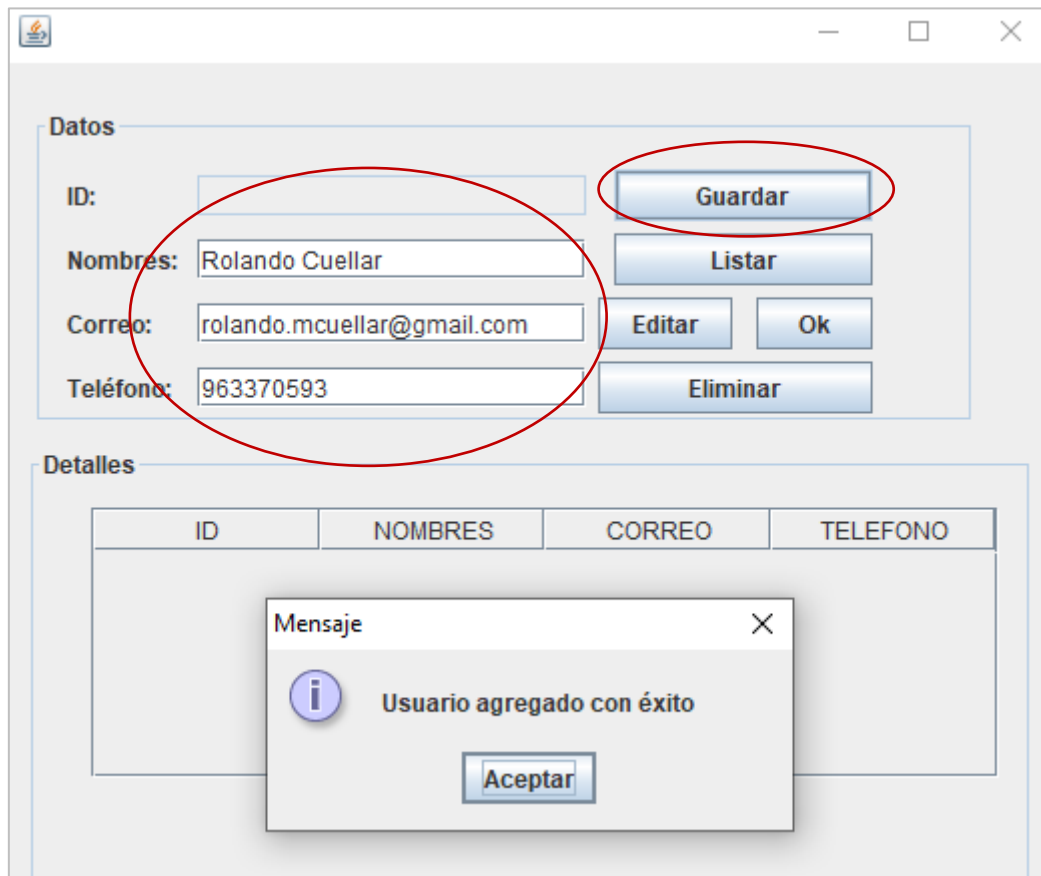 Datos
ID:
Guardar
Nombres: Rolando Cuellar
Listar
Correo: rolando.mcuellar@gmail.com
Editar Ok
Teléfono: 963370593
Eliminar
Detalles
ID NOMBRES CORREO TELEFONO
Mensaje
i
Usuario agregado con éxito
Aceptar